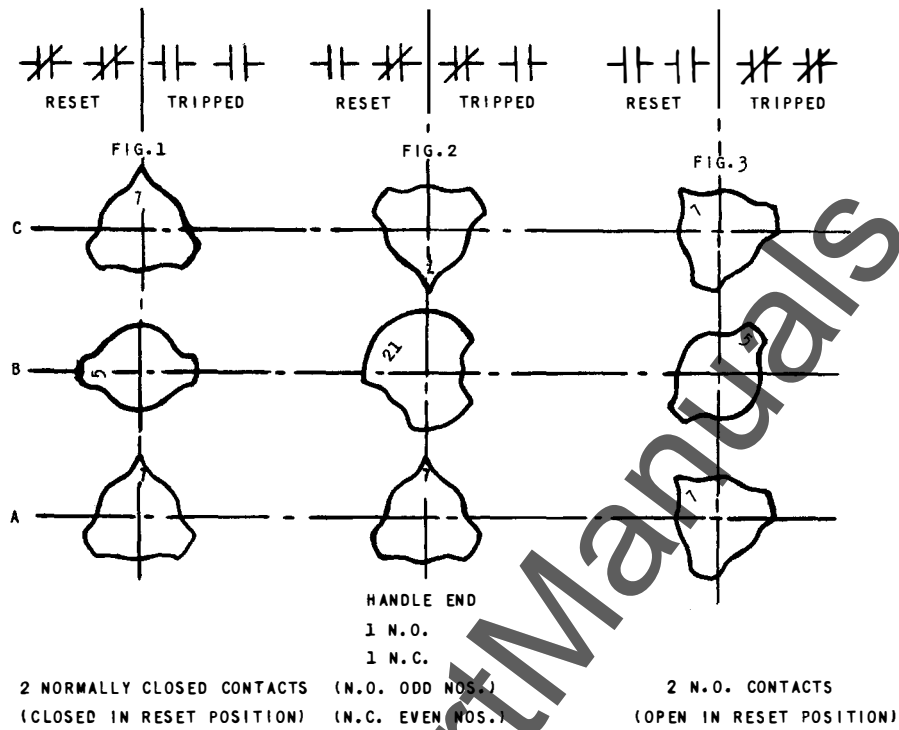 RESET TRIPPED RESET TRIPPED RESET TRIPPED
FIG.1 FIG.2 FIG.3
7 7
C
B
5 21 5
7 7 7
A
HANDLE END
1 N.O.
1 N.C.
2 NORMALLY CLOSED CONTACTS (N.O. ODD NOS.) 2 N.O. CONTACTS
(CLOSED IN RESET POSITION) (N.C. EVEN NOS.) (OPEN IN RESET POSITION)